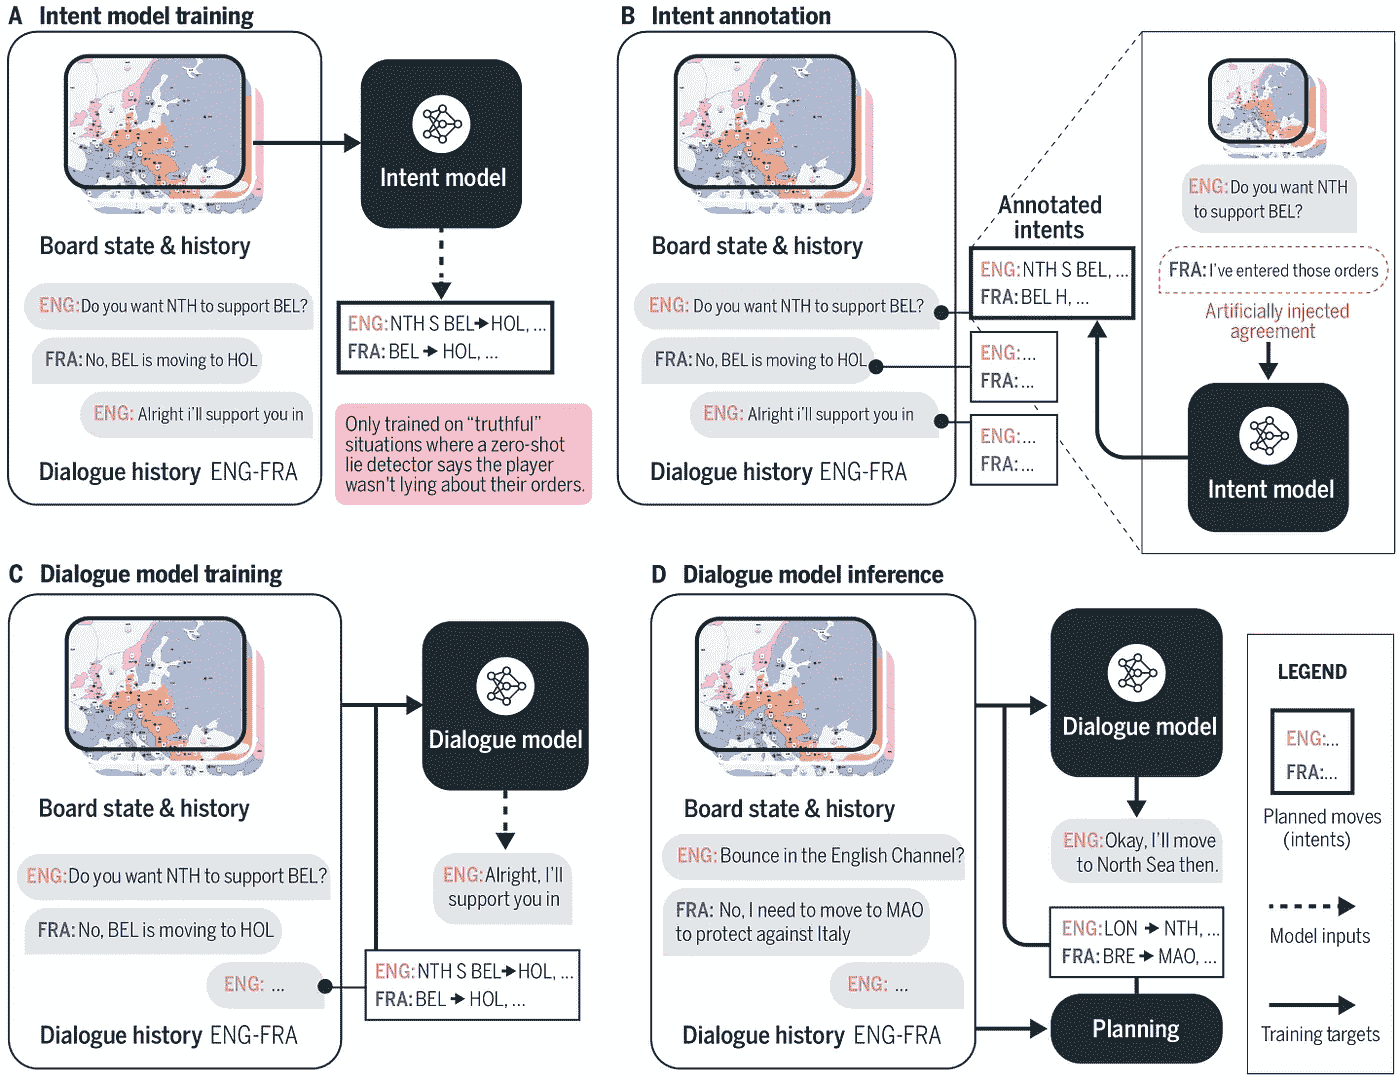 A Intent model training
Board state & history
ENG: Do you want NTH to support BEL?
FRA: No, BEL is moving to HOL
ENG: Alright i'll support you in
Dialogue history ENG-FRA
Intent model
ENG: NTH S BEL→HOL, ...
FRA: BEL → HOL, ...
Only trained on “truthful”
situations where a zero-shot
lie detector says the player
wasn't lying about their orders.
B Intent annotation
Board state & history
ENG: Do you want NTH to support BEL?
FRA: No, BEL is moving to HOL
ENG: Alright i'll support you in
Dialogue history ENG-FRA
Annotated
intents
ENG: NTH S BEL, ...
FRA: BEL H, ...
ENG: ...
FRA: ...
ENG: ...
FRA: ...
ENG: Do you want NTH
to support BEL?
FRA: I've entered those orders
Artificially injected
agreement
Intent model
C Dialogue model training
Board state & history
ENG: Do you want NTH to support BEL?
FRA: No, BEL is moving to HOL
ENG: ...
Dialogue history ENG-FRA
Dialogue model
ENG: Alright, I'll
support you in
ENG: NTH S BEL→HOL, ...
FRA: BEL → HOL, ...
D Dialogue model inference
Board state & history
ENG: Bounce in the English Channel?
FRA: No, I need to move to MAO
to protect against Italy
ENG: ...
Dialogue history ENG-FRA
Dialogue model
ENG: Okay, I'll move
to North Sea then.
ENG: LON → NTH, ...
FRA: BRE → MAO, ...
Planning
LEGEND
ENG: ...
FRA: ...
Planned moves
(intents)
Model inputs
Training targets